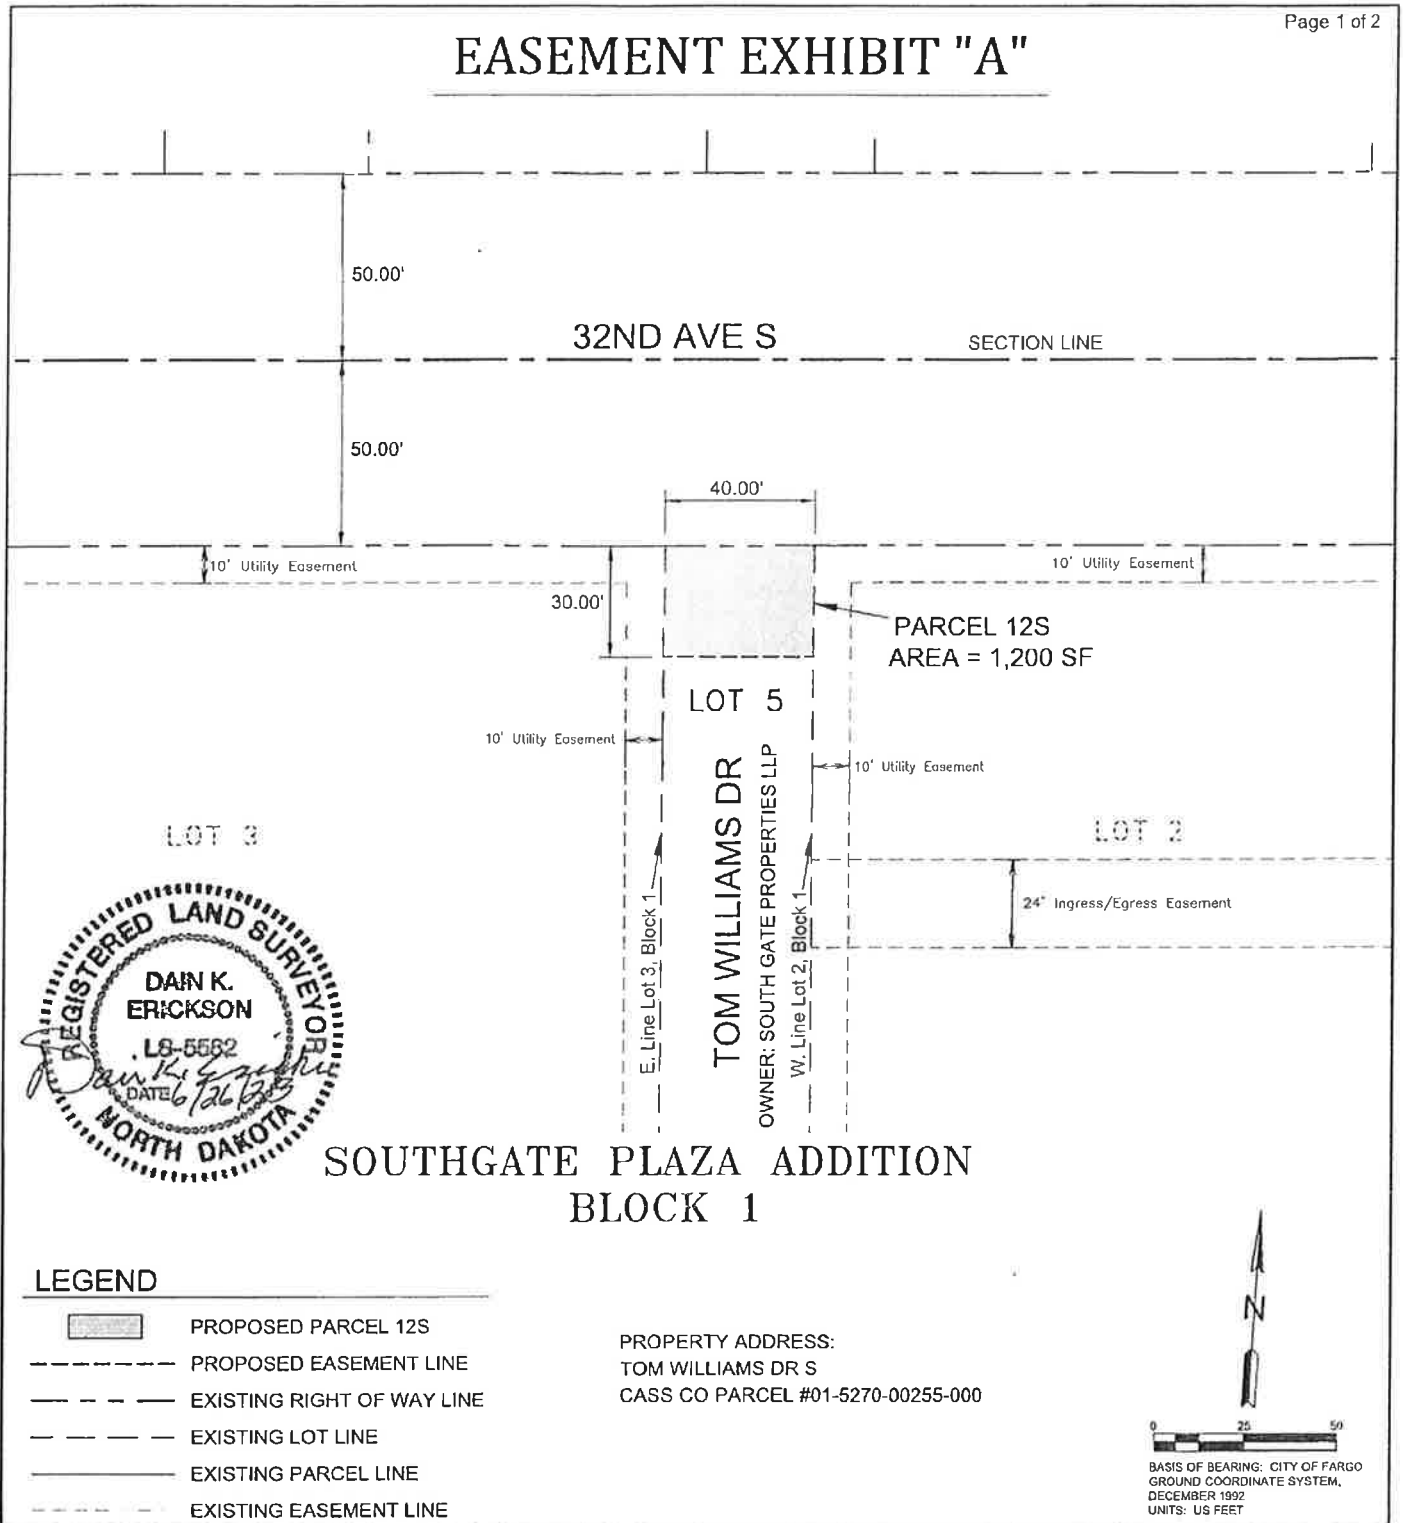 Page 1 of 2
EASEMENT EXHIBIT "A"
50.00'
32ND AVE S
SECTION LINE
50.00'
40.00'
10' Utility Easement
10' Utility Easement
30.00'
PARCEL 12S
AREA = 1,200 SF
LOT 5
10' Utility Easement
10' Utility Easement
TOM WILLIAMS DR
OWNER: SOUTH GATE PROPERTIES LLP
E. Line Lot 3, Block 1
W. Line Lot 2, Block 1
LOT 3
LOT 2
24' Ingress/Egress Easement
REGISTERED LAND SURVEYOR
DAIN K.
ERICKSON
LS-5582
Dain K. Erickson
DATE 6/26/23
NORTH DAKOTA
SOUTHGATE PLAZA ADDITION
BLOCK 1
LEGEND
PROPOSED PARCEL 12S
PROPOSED EASEMENT LINE
EXISTING RIGHT OF WAY LINE
EXISTING LOT LINE
EXISTING PARCEL LINE
EXISTING EASEMENT LINE
PROPERTY ADDRESS:
TOM WILLIAMS DR S
CASS CO PARCEL #01-5270-00255-000
N
0 25 50
BASIS OF BEARING: CITY OF FARGO
GROUND COORDINATE SYSTEM,
DECEMBER 1992
UNITS: US FEET